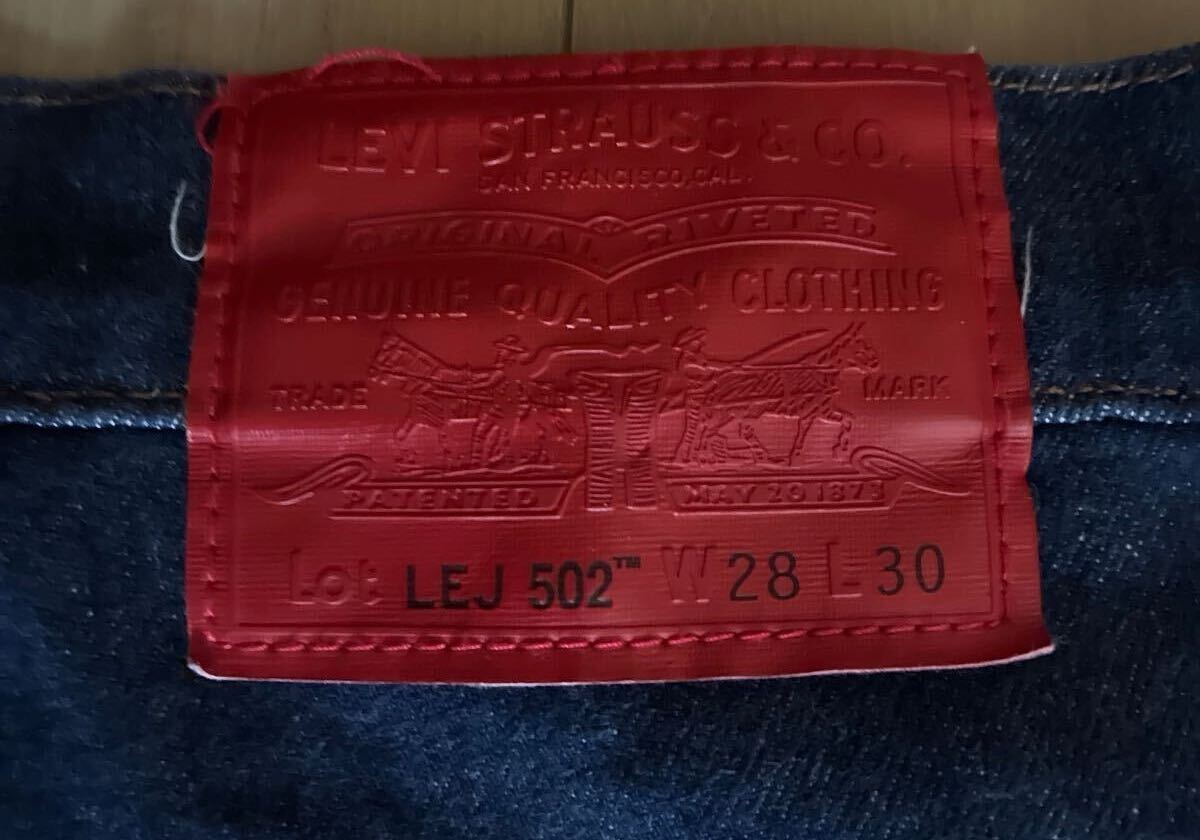 LEVI STRAUSS & CO.
SAN FRANCISCO, CAL.
ORIGINAL RIVETED
GENUINE QUALITY CLOTHING
TRADE MARK
PATENTED MAY 20 1873
Lot LEJ 502™ W 28 L 30